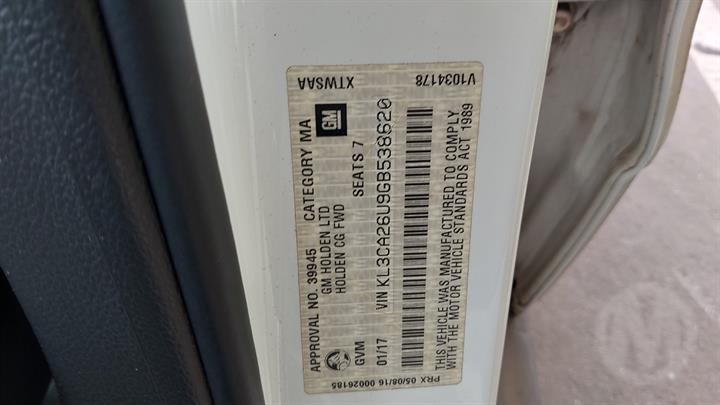 XTWSAA V1034178
APPROVAL NO. 39945 CATEGORY MA
GM HOLDEN LTD
HOLDEN CG FWD
GM
GVM SEATS 7
01/17 VIN KL3CA26U9GB538620
THIS VEHICLE WAS MANUFACTURED TO COMPLY
WITH THE MOTOR VEHICLE STANDARDS ACT 1989
PRX 05/08/16 00026185